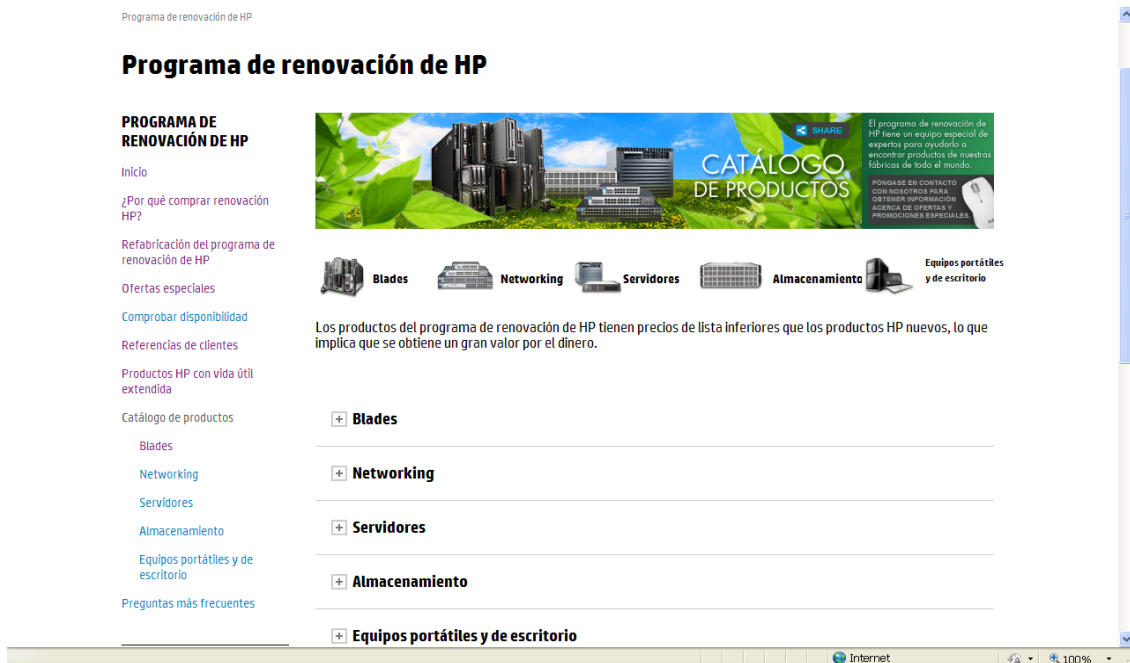 Programa de renovación de HP
Programa de renovación de HP
PROGRAMA DE
RENOVACIÓN DE HP
Inicio
¿Por qué comprar renovación
HP?
Refabricación del programa de
renovación de HP
Ofertas especiales
Comprobar disponibilidad
Referencias de clientes
Productos HP con vida útil
extendida
Catálogo de productos
Blades
Networking
Servidores
Almacenamiento
Equipos portátiles y de
escritorio
Preguntas más frecuentes
SHARE
CATÁLOGO
DE PRODUCTOS
El programa de renovación de
HP tiene un equipo especial de
expertos para ayudarlo a
encontrar productos de nuestras
fábricas de todo el mundo.
PÓNGASE EN CONTACTO
CON NOSOTROS PARA
OBTENER INFORMACIÓN
ACERCA DE OFERTAS Y
PROMOCIONES ESPECIALES.
Blades
Networking
Servidores
Almacenamiento
Equipos portátiles
y de escritorio
Los productos del programa de renovación de HP tienen precios de lista inferiores que los productos HP nuevos, lo que
implica que se obtiene un gran valor por el dinero.
Blades
Networking
Servidores
Almacenamiento
Equipos portátiles y de escritorio
Internet
100%